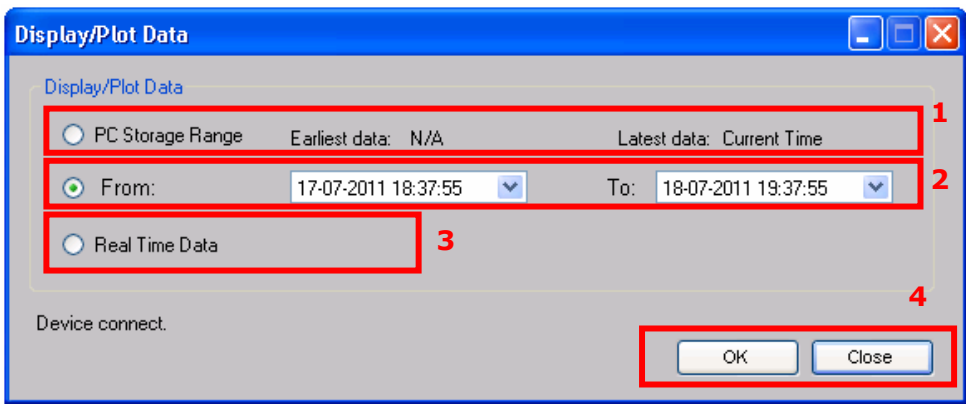 Display/Plot Data
Display/Plot Data
1
PC Storage Range Earliest data: N/A Latest data: Current Time
2
From: 17-07-2011 18:37:55 To: 18-07-2011 19:37:55
Real Time Data 3
4
Device connect.
OK Close